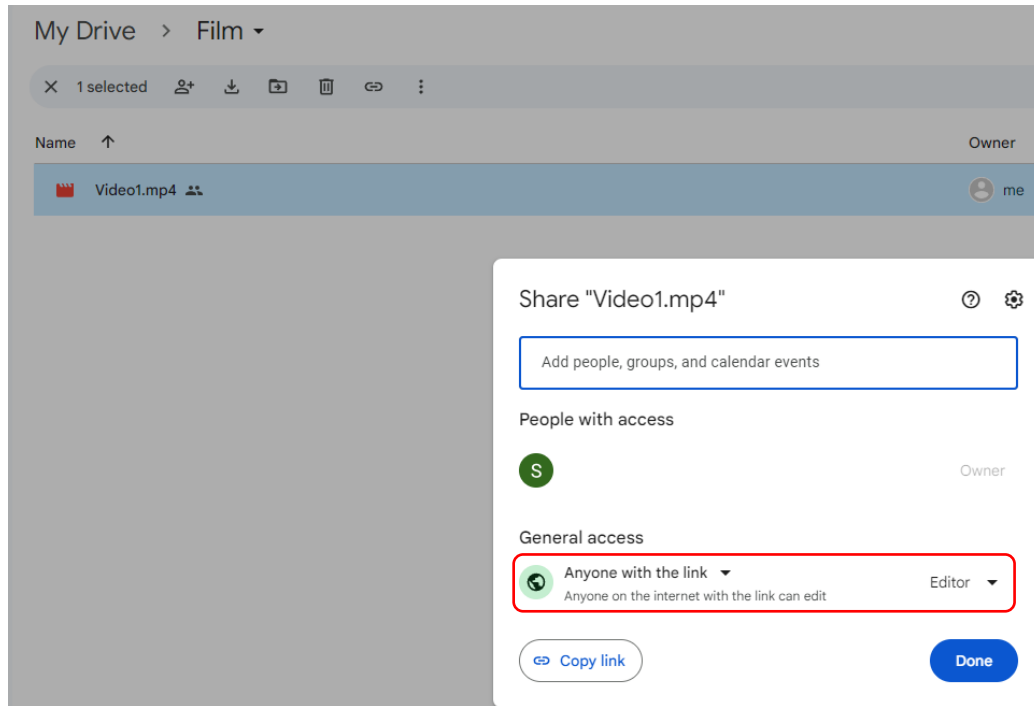 My Drive > Film
1 selected
Name
Owner
Video1.mp4
me
Share "Video1.mp4"
Add people, groups, and calendar events
People with access
S
Owner
General access
Anyone with the link
Editor
Anyone on the internet with the link can edit
Copy link
Done